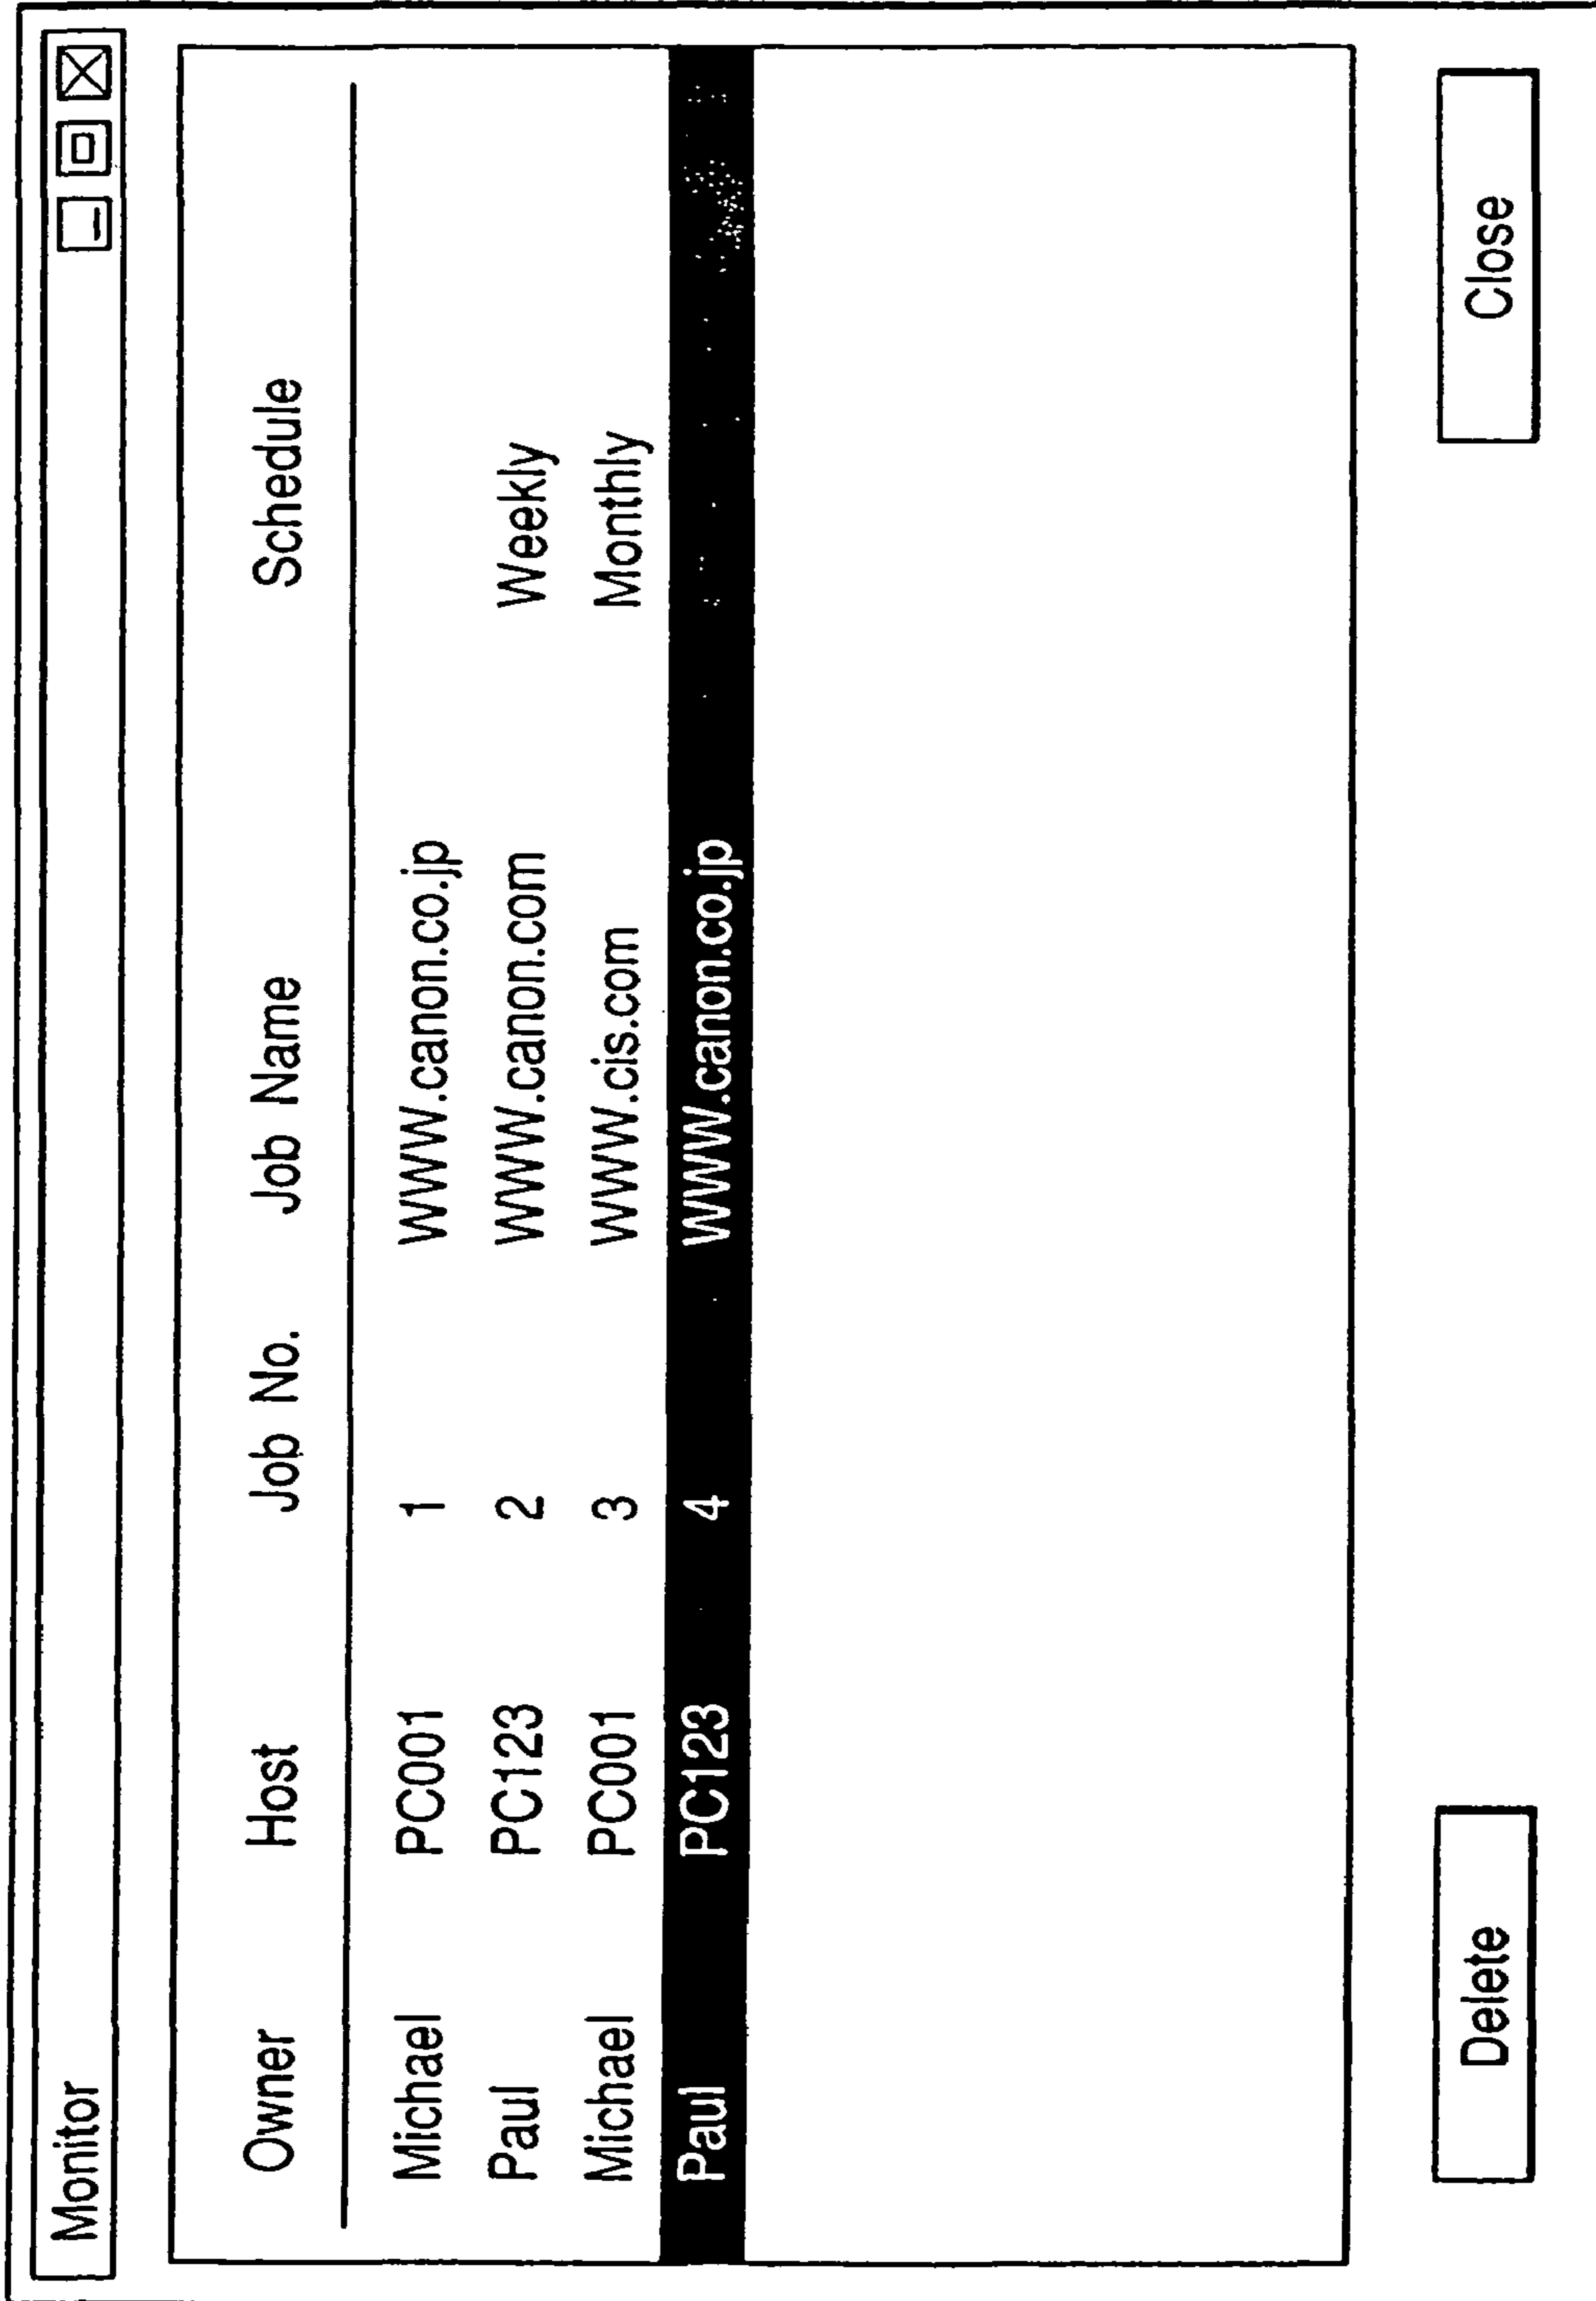 Monitor
Owner Host Job No. Job Name Schedule
Michael PC001 1 WWW.canon.co.jp
Paul PC123 2 WWW.canon.com Weekly
Michael PC001 3 WWW.cis.com Monthly
Paul PC123 4 WWW.canon.co.jp
Delete Close